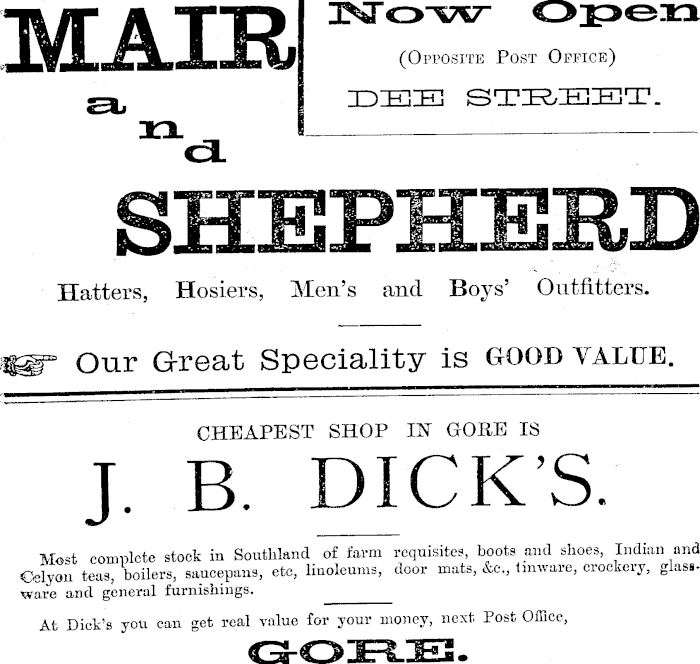 MAIR
and
SHEPHERD
Now Open
(Opposite Post Office)
DEE STREET.
Hatters, Hosiers, Men's and Boys' Outfitters.
Our Great Speciality is GOOD VALUE.
CHEAPEST SHOP IN GORE IS
J. B. DICK'S.
Most complete stock in Southland of farm requisites, boots and shoes, Indian and
Celyon teas, boilers, saucepans, etc, linoleums, door mats, &c., tinware, crockery, glass-
ware and general furnishings.
At Dick's you can get real value for your money, next Post Office,
GORE.